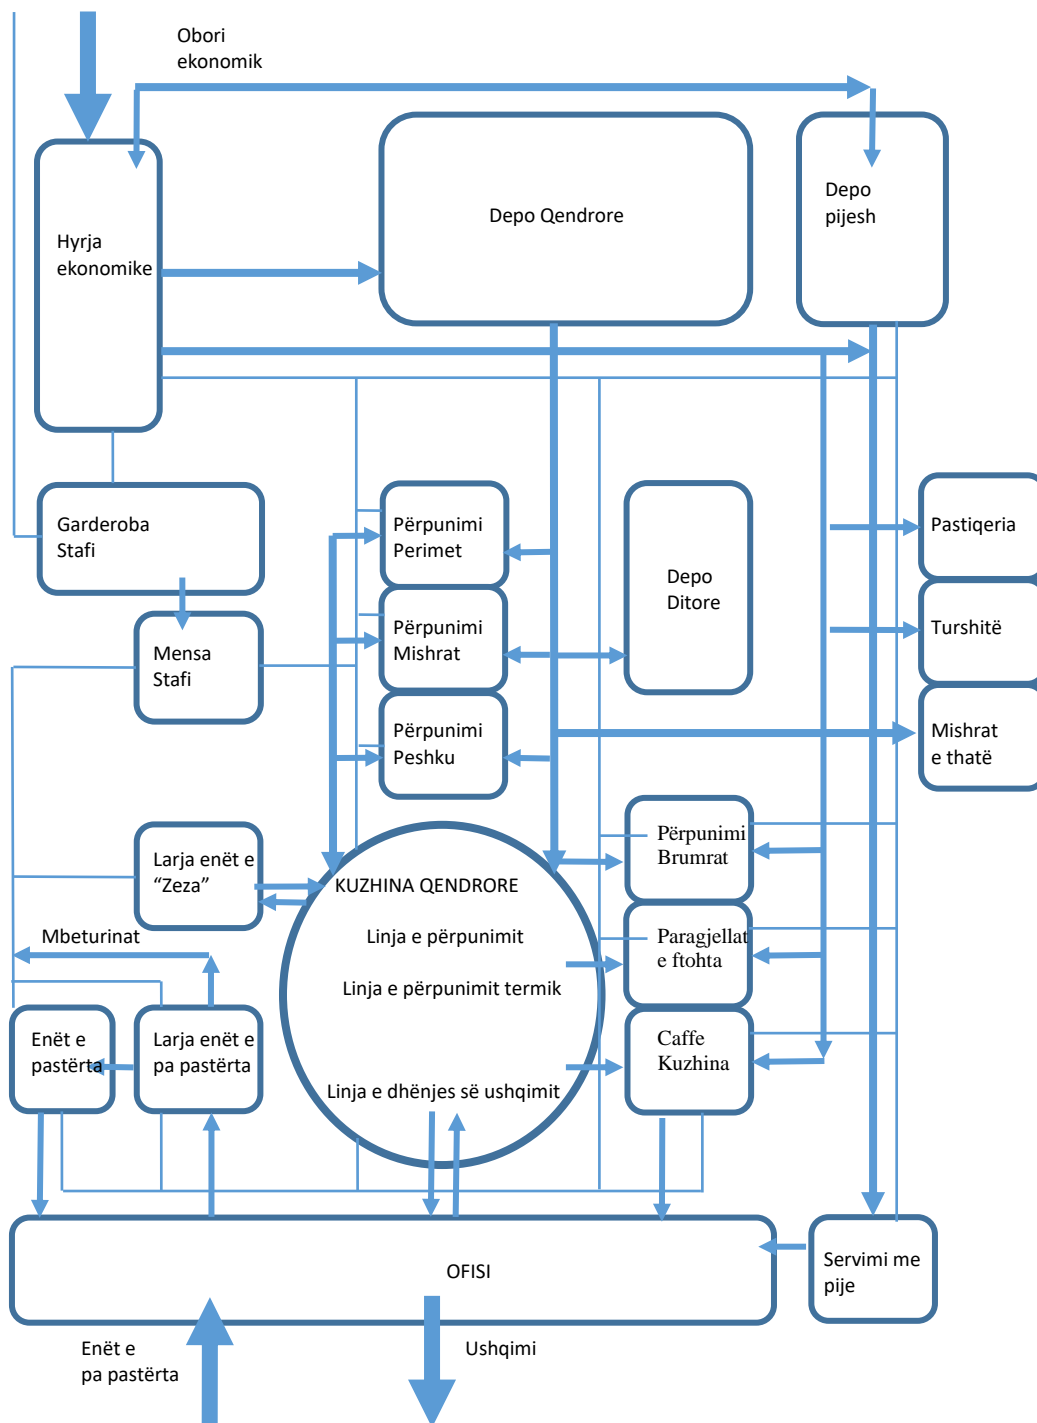 Obori
ekonomik
Depo Qendrore
Depo
pijesh
Hyrja
ekonomike
Garderoba
Stafi
Përpunimi
Perimet
Depo
Ditore
Pastiqeria
Mensa
Stafi
Përpunimi
Mishrat
Turshitë
Përpunimi
Peshku
Mishrat
e thatë
Larja enët e
“Zeza”
KUZHINA QENDRORE
Përpunimi
Brumrat
Mbeturinat
Linja e përpunimit
Paragjellat
e ftohta
Linja e përpunimit termik
Enët e
pastërta
Larja enët e
pa pastërta
Caffe
Kuzhina
Linja e dhënjes së ushqimit
OFISI
Servimi me
pije
Enët e
pa pastërta
Ushqimi